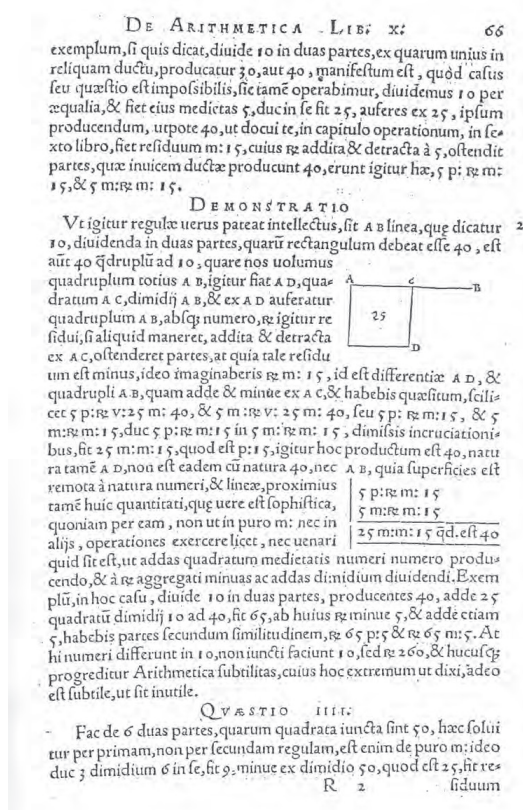 DE ARITHMETICA LIB. X. 66
exemplum, si quis dicat, diuide 10 in duas partes, ex quarum unius in
reliquam ductu, producatur 30, aut 40, manifestum est, quòd casus
seu quæstio est impossibilis, sic tamẽ operabimur, diuidemus 10 per
æqualia, & fiet eius medietas 5, duc in se fit 25, auferes ex 25, ipsum
producendum, utpote 40, ut docui te, in capitulo operationum, in se-
xto libro, fiet residuum m: 15, cuius ℞ addita & detracta à 5, ostendit
partes, quæ inuicem ductæ producunt 40, erunt igitur hæ, 5 p: ℞ m:
15, & 5 m: ℞ m: 15.
DEMONSTRATIO
Vt igitur regulæ uerus pateat intellectus, sit A B linea, quę dicatur 2
10, diuidenda in duas partes, quarũ rectangulum debeat esse 40, est
aũt 40 q̃druplũ ad 10, quare nos uolumus
quadruplum totius A B, igitur fiat A D, qua-
dratum A C, dimidij A B, & ex A D auferatur
quadruplum A B, absq; numero, ℞ igitur re
sidui, si aliquid maneret, addita & detracta
ex A C, ostenderet partes, at quia tale residu
A
C
B
25
D
um est minus, ideo imaginaberis ℞ m: 15, id est differentiæ A D, &
quadrupli A B, quam adde & minue ex A C, & habebis quæsitum, scili-
cet 5 p: ℞ v: 25 m: 40, & 5 m: ℞ v: 25 m: 40, seu 5 p: ℞ m: 15, & 5
m: ℞ m: 15, duc 5 p: ℞ m: 15 in 5 m: ℞ m: 15, dimissis incruciationi-
bus, fit 25 m: m: 15, quod est p: 15, igitur hoc productum est 40, natu
ra tamẽ A D, non est eadem cũ natura 40, nec A B, quia superficies est
remota à natura numeri, & lineæ, proximius
tamẽ huic quantitati, quę uere est sophistica,
quoniam per eam, non ut in puro m: nec in
alijs, operationes exercere licet, nec uenari
5 p: ℞ m: 15
5 m: ℞ m: 15
25 m: m: 15 q̃d. est 40
quid sit est, ut addas quadratum medietatis numeri numero produ-
cendo, & à ℞ aggregati minuas ac addas dimidium diuidendi. Exem
plũ, in hoc casu, diuide 10 in duas partes, producentes 40, adde 25
quadratũ dimidij 10 ad 40, fit 65, ab huius ℞ minue 5, & adde etiam
5, habebis partes secundum similitudinem, ℞ 65 p: 5 & ℞ 65 m: 5. At
hi numeri differunt in 10, non iuncti faciunt 10, sed ℞ 260, & hucusq;
progreditur Arithmetica subtilitas, cuius hoc extremum ut dixi, adeo
est subtile, ut sit inutile.
QVÆSTIO IIII.
Fac de 6 duas partes, quarum quadrata iuncta sint 50, hæc solui
tur per primam, non per secundam regulam, est enim de puro m: ideo
duc 3 dimidium 6 in se, fit 9, minue ex dimidio 50, quod est 25, fit re-
R 2 siduum